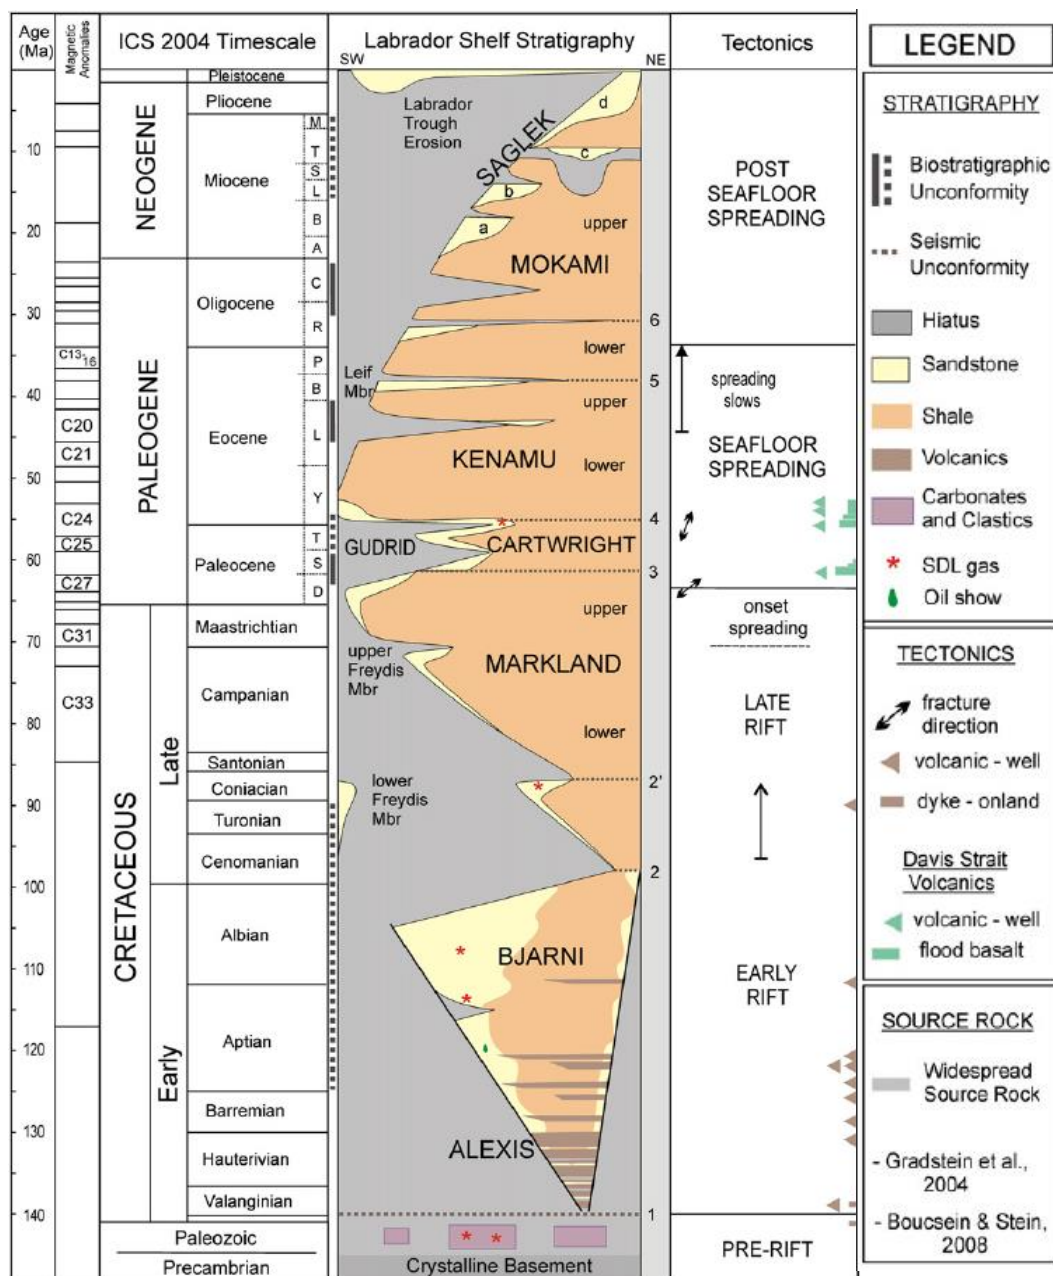 Age
(Ma)
Magnetic
Anomalies
ICS 2004 Timescale
Labrador Shelf Stratigraphy
SW
NE
Tectonics
10
20
30
40
50
60
70
80
90
100
110
120
130
140
C13-16
C20
C21
C24
C25
C27
C31
C33
NEOGENE
PALEOGENE
CRETACEOUS
Late
Early
Pleistocene
Pliocene
Miocene
Oligocene
Eocene
Paleocene
Maastrichtian
Campanian
Santonian
Coniacian
Turonian
Cenomanian
Albian
Aptian
Barremian
Hauterivian
Valanginian
Paleozoic
Precambrian
M
T
S
L
B
A
C
R
P
B
L
Y
T
S
D
Labrador
Trough
Erosion
SAGLEK
d
c
b
a
upper
MOKAMI
6
lower
Leif
Mbr
5
upper
KENAMU
lower
4
GUDRID
CARTWRIGHT
3
upper
upper
Freydis
Mbr
MARKLAND
lower
lower
Freydis
Mbr
2'
2
BJARNI
ALEXIS
1
Crystalline Basement
POST
SEAFLOOR
SPREADING
spreading
slows
SEAFLOOR
SPREADING
onset
spreading
LATE
RIFT
EARLY
RIFT
PRE-RIFT
LEGEND
STRATIGRAPHY
Biostratigraphic
Unconformity
Seismic
Unconformity
Hiatus
Sandstone
Shale
Volcanics
Carbonates
and Clastics
* SDL gas
Oil show
TECTONICS
fracture
direction
volcanic - well
dyke - onland
Davis Strait
Volcanics
volcanic - well
flood basalt
SOURCE ROCK
Widespread
Source Rock
- Gradstein et al.,
2004
- Boucsein & Stein,
2008